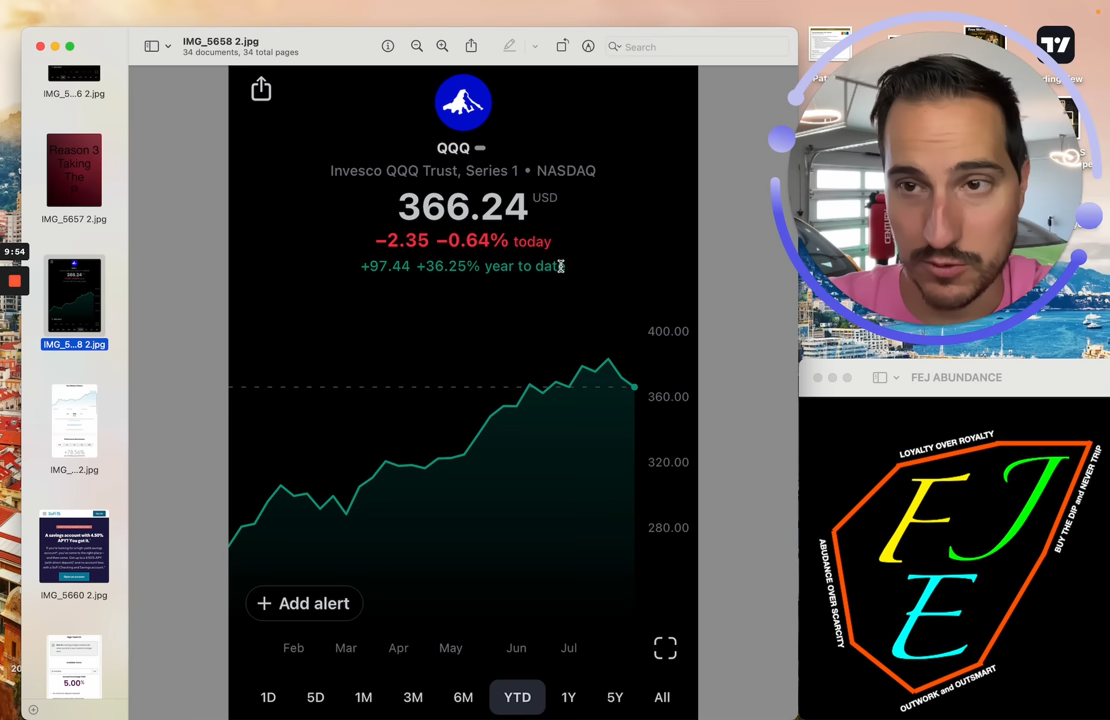 IMG_5658 2.jpg
34 documents, 34 total pages
Search
IMG_5...6 2.jpg
Reason 3
Taking
The
IMG_5657 2.jpg
9:54
IMG_5...8 2.jpg
IMG_...2.jpg
A savings account with 4.50%
APY? You got it.
IMG_5660 2.jpg
5.00%
QQQ
Invesco QQQ Trust, Series 1 • NASDAQ
366.24 USD
−2.35 −0.64% today
+97.44 +36.25% year to date
400.00
360.00
320.00
280.00
+ Add alert
Feb Mar Apr May Jun Jul
1D 5D 1M 3M 6M YTD 1Y 5Y All
CENTURY
FEJ ABUNDANCE
LOYALTY OVER ROYALTY
BUY THE DIP and NEVER TRIP
ABUDANCE OVER SCARCITY
OUTWORK and OUTSMART
F J
E